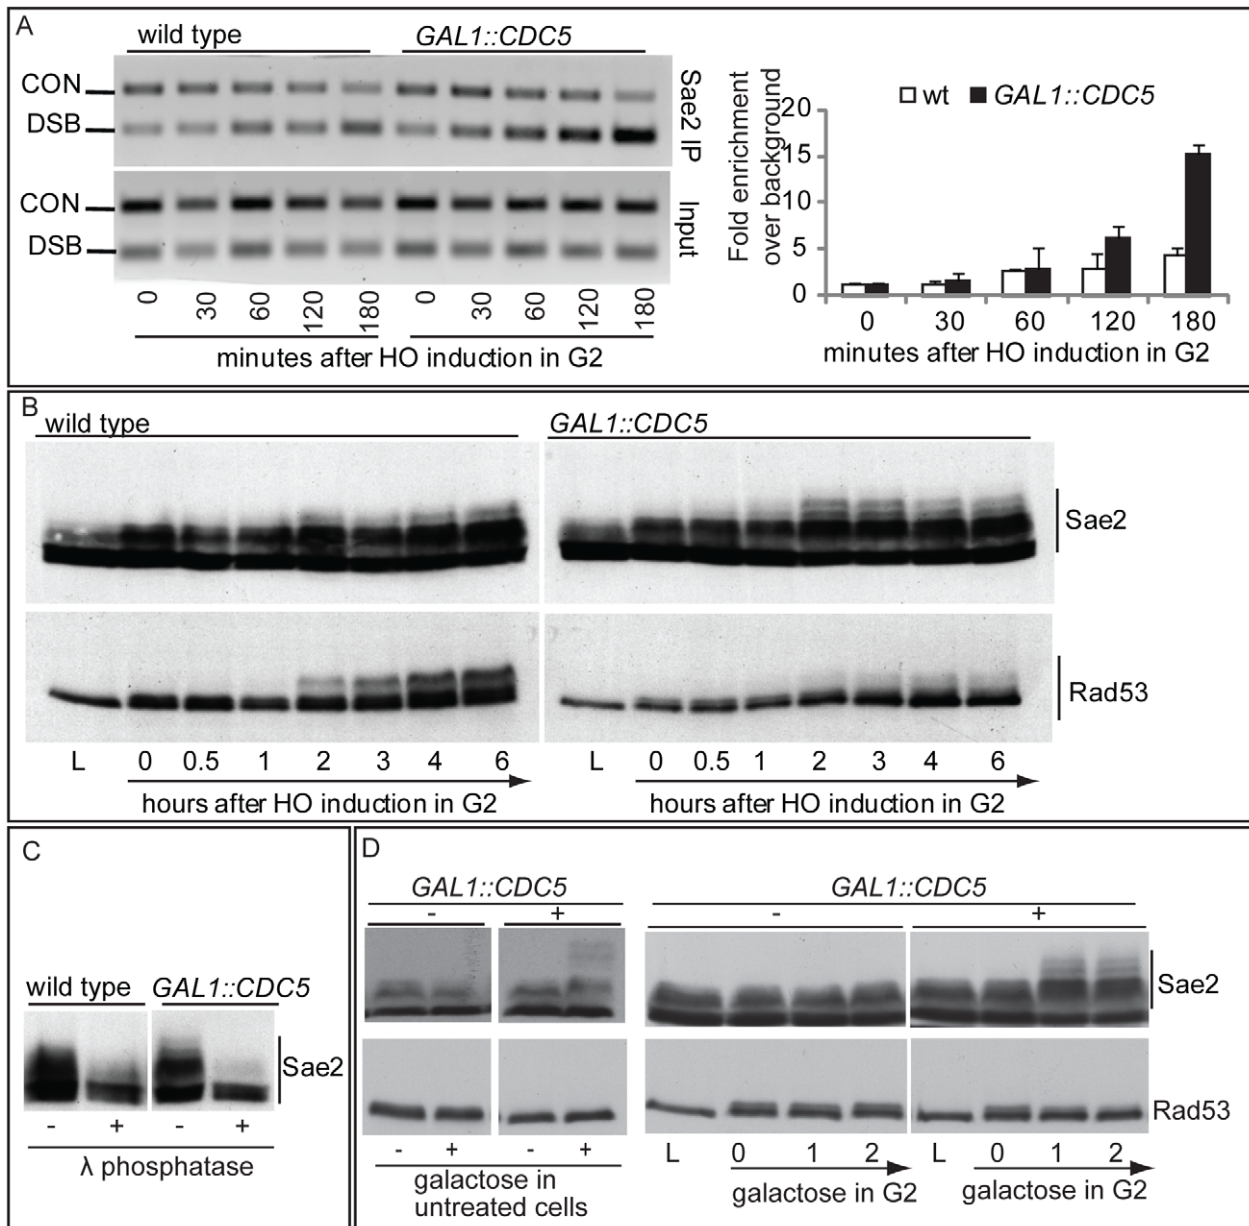 A
wild type GAL1::CDC5
CON
DSB
Sae2 IP
CON
DSB
Input
0 30 60 120 180 0 30 60 120 180
minutes after HO induction in G2
wt GAL1::CDC5
Fold enrichment
over background
20
15
10
5
0
0 30 60 120 180
minutes after HO induction in G2
B
wild type GAL1::CDC5
Sae2
Rad53
L 0 0.5 1 2 3 4 6 L 0 0.5 1 2 3 4 6
hours after HO induction in G2 hours after HO induction in G2
C
wild type GAL1::CDC5
Sae2
- + - +
λ phosphatase
D
GAL1::CDC5 GAL1::CDC5
- + - +
Sae2
Rad53
- + - + L 0 1 2 L 0 1 2
galactose in
untreated cells
galactose in G2 galactose in G2